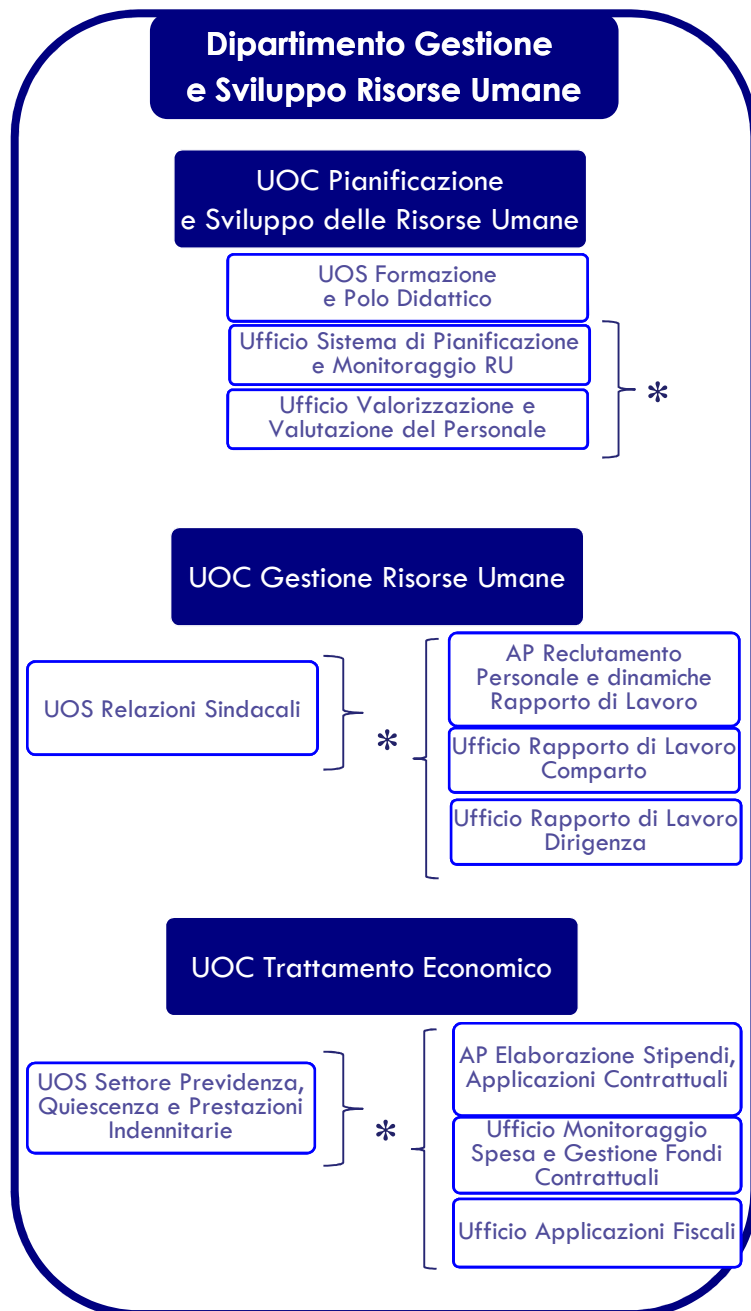 Dipartimento Gestione
e Sviluppo Risorse Umane
UOC Pianificazione
e Sviluppo delle Risorse Umane
UOS Formazione
e Polo Didattico
Ufficio Sistema di Pianificazione
e Monitoraggio RU
Ufficio Valorizzazione e
Valutazione del Personale
*
UOC Gestione Risorse Umane
UOS Relazioni Sindacali
*
AP Reclutamento
Personale e dinamiche
Rapporto di Lavoro
Ufficio Rapporto di Lavoro
Comparto
Ufficio Rapporto di Lavoro
Dirigenza
UOC Trattamento Economico
UOS Settore Previdenza,
Quiescenza e Prestazioni
Indennitarie
*
AP Elaborazione Stipendi,
Applicazioni Contrattuali
Ufficio Monitoraggio
Spesa e Gestione Fondi
Contrattuali
Ufficio Applicazioni Fiscali